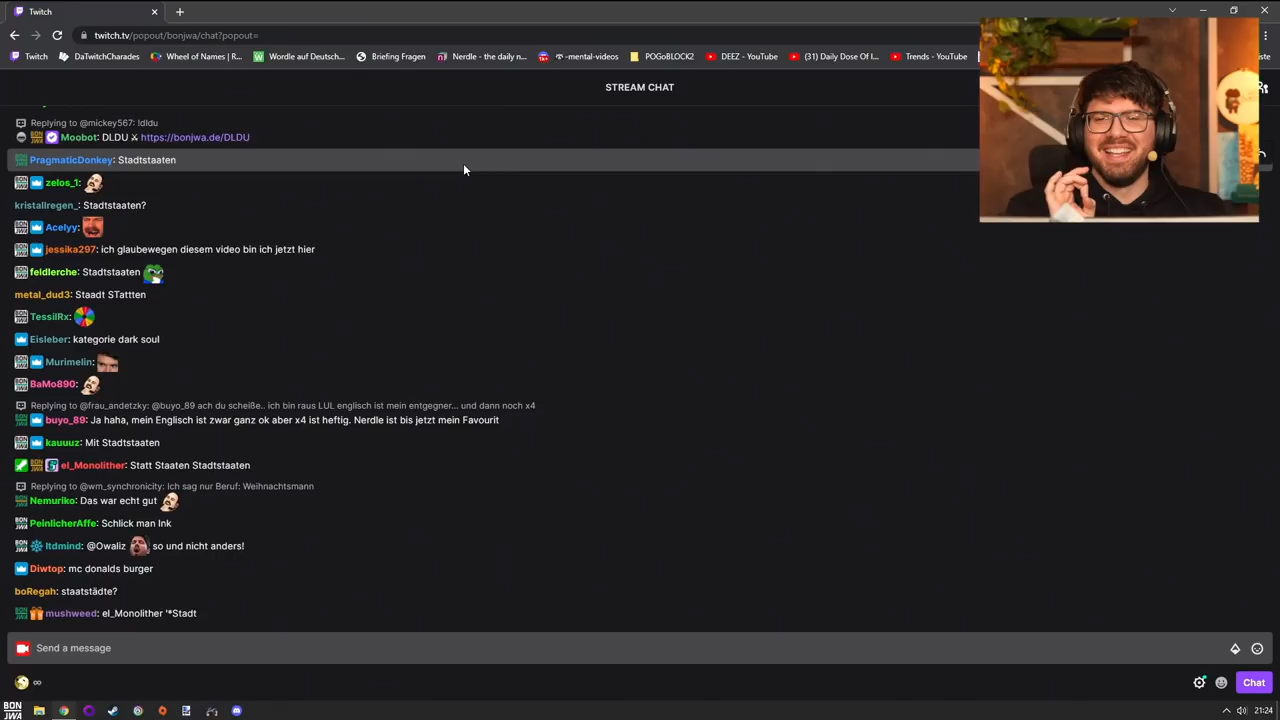 Twitch
twitch.tv/popout/bonjwa/chat?popout=
Twitch
DaTwitchCharades
Wheel of Names | R...
Wordle auf Deutsch...
Briefing Fragen
Nerdle - the daily n...
-mental-videos
POGoBLOCK2
DEEZ - YouTube
(31) Daily Dose Of I...
Trends - YouTube
STREAM CHAT
Replying to @mickey567: !dldu
Moobot: DLDU ⚔ https://bonjwa.de/DLDU
PragmaticDonkey: Stadtstaaten
zelos_1:
kristallregen_: Stadtstaaten?
Acelyy:
jessika297: ich glaubewegen diesem video bin ich jetzt hier
feldlerche: Stadtstaaten
metal_dud3: Staadt STattten
TessilRx:
Eisleber: kategorie dark soul
Murimelin:
BaMo890:
Replying to @frau_andetzky: @buyo_89 ach du scheiße.. ich bin raus LUL englisch ist mein entgegner... und dann noch x4
buyo_89: Ja haha, mein Englisch ist zwar ganz ok aber x4 ist heftig. Nerdle ist bis jetzt mein Favourit
kauuuz: Mit Stadtstaaten
el_Monolither: Statt Staaten Stadtstaaten
Replying to @wm_synchronicity: Ich sag nur Beruf: Weihnachtsmann
Nemuriko: Das war echt gut
PeinlicherAffe: Schlick man Ink
ltdmind: @Owaliz so und nicht anders!
Diwtop: mc donalds burger
boRegah: staatstädte?
mushweed: el_Monolither '*Stadt
Send a message
∞
Chat
BON
JWA
21:24